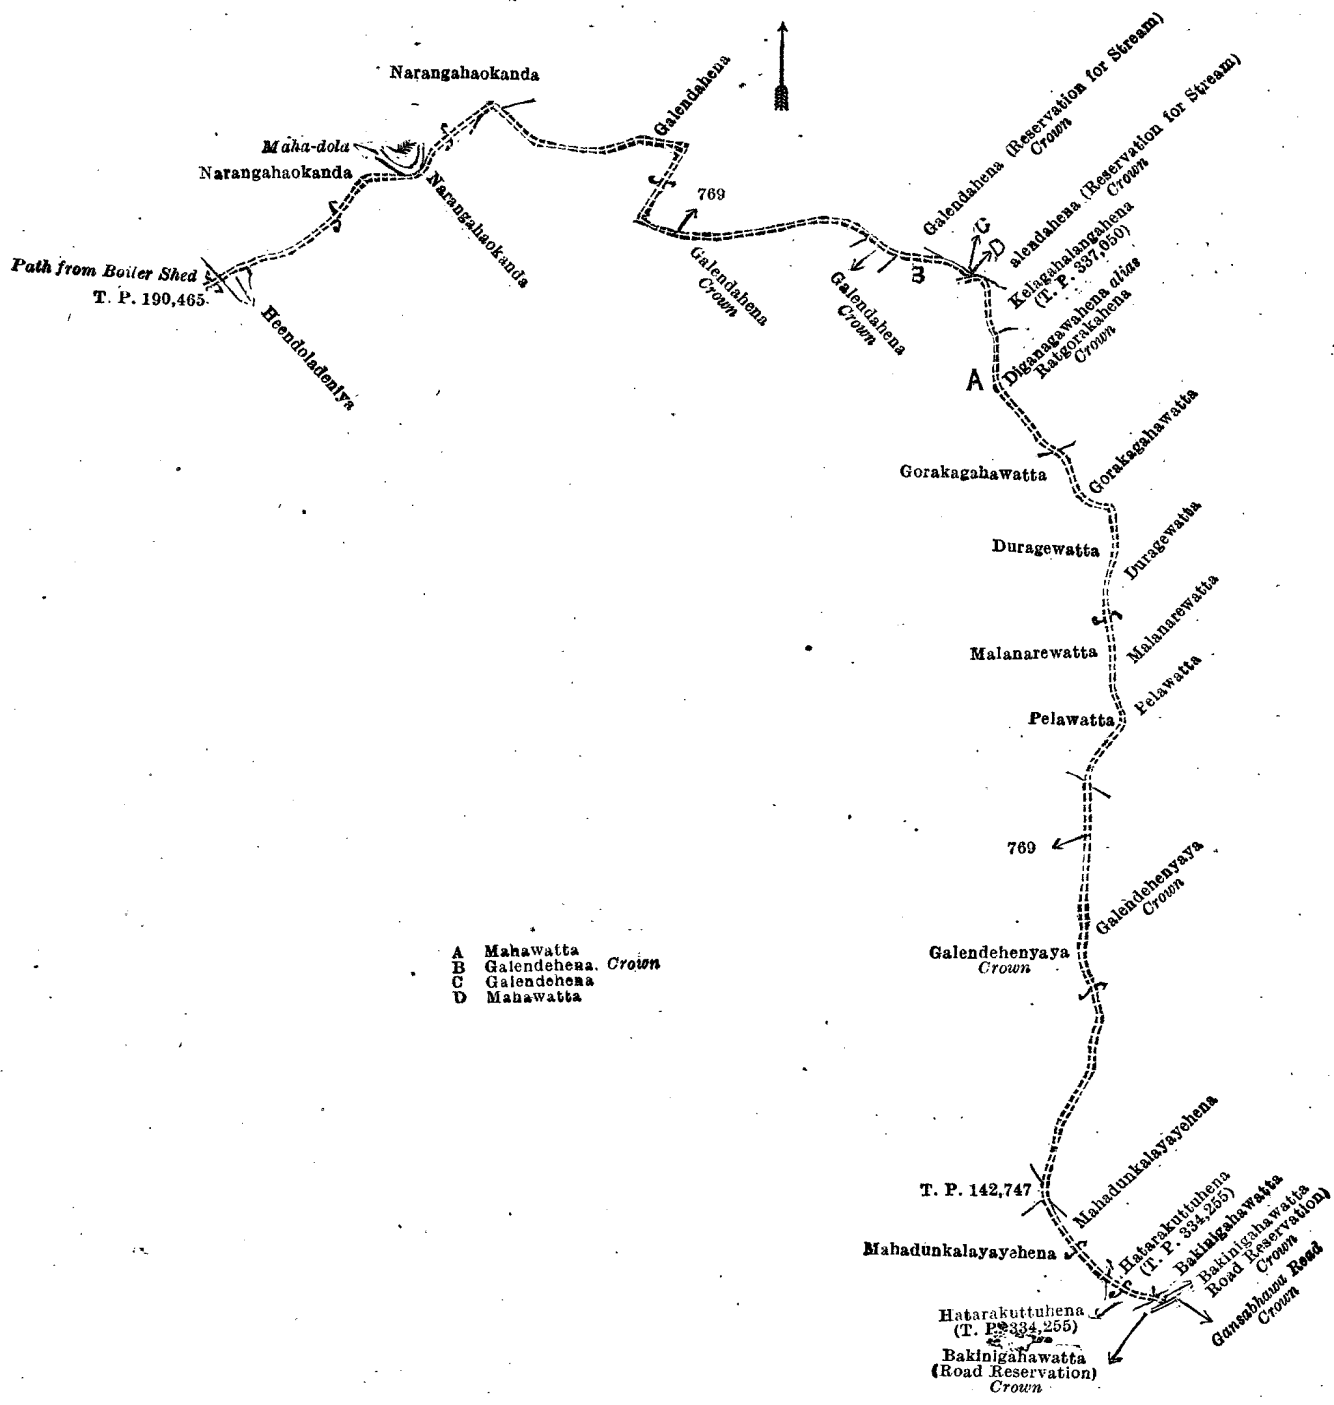 Narangahaokanda
Galendahena
Galendahena (Reservation for Stream)
Crown
alendahena (Reservation for Stream)
Crown
Maha-dola
Narangahaokanda
Narangahaokanda
769
C
D
Kelagahalangahena
(T. P. 337,050)
Path from Boiler Shed
T. P. 190,465
Heendoladeniya
Galendahena
Crown
Galendahena
Crown
B
Diganagawahena alias
Ratgorakahena
Crown
A
Gorakagahawatta
Gorakagahawatta
Duragewatta
Duragewatta
Malanarewatta
Malanarewatta
Pelawatta
Pelawatta
769
Galendehenyaya
Crown
Galendehenyaya
Crown
A Mahawatta
B Galendehena. Crown
C Galendehena
D Mahawatta
T. P. 142,747
Mahadunkalayayehena
Mahadunkalayayehena
Hatarakuttuhena
(T. P. 334,255)
Bakinigahawatta
Bakinigahawatta
Road Reservation)
Crown
Gansabhawa Road
Crown
Hatarakuttuhena
(T. P. 334,255)
Bakinigahawatta
(Road Reservation)
Crown